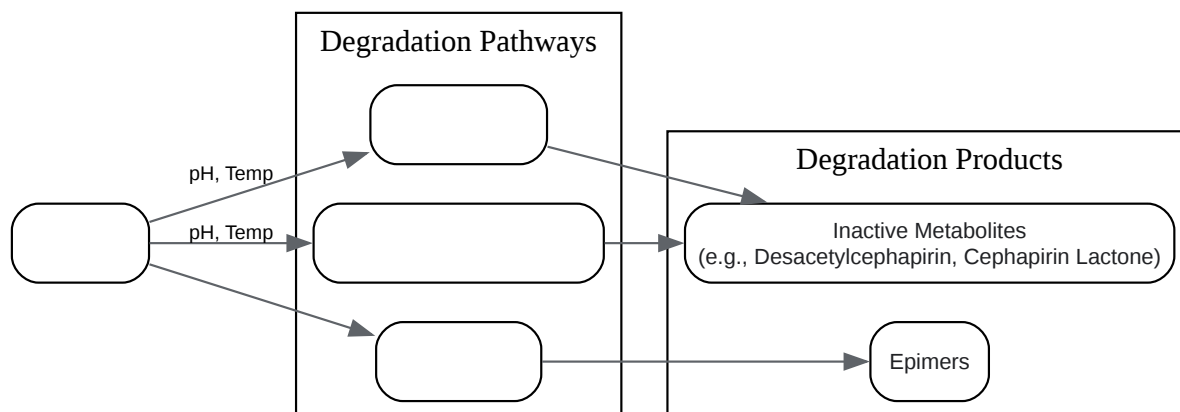 Degradation Pathways
Degradation Products
pH, Temp
pH, Temp
Inactive Metabolites
(e.g., Desacetylcephapirin, Cephapirin Lactone)
Epimers